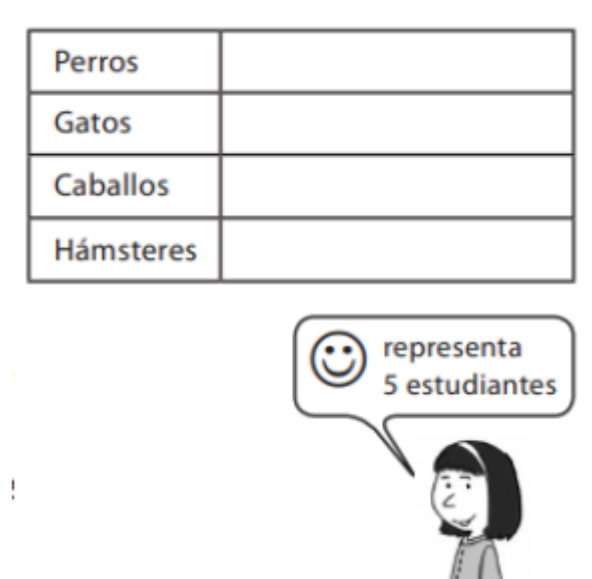 Perros
Gatos
Caballos
Hámsteres
representa
5 estudiantes